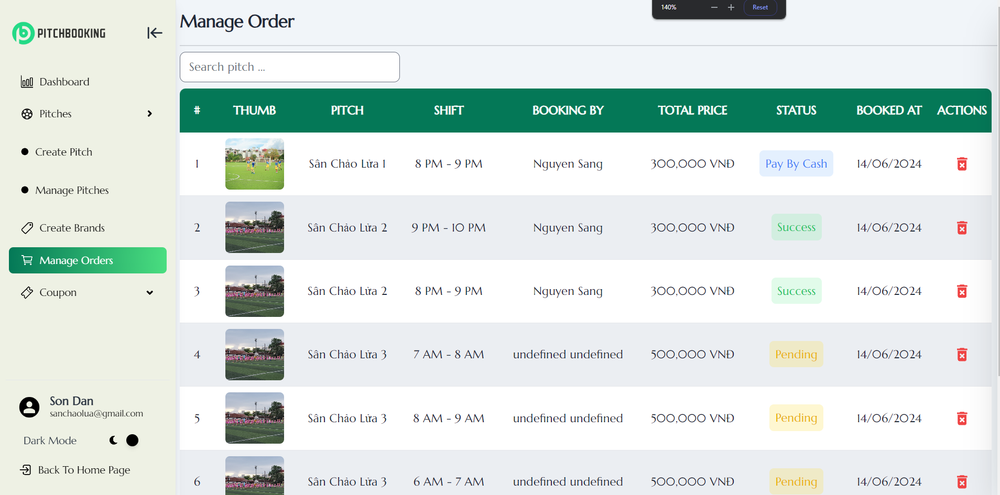 PITCHBOOKING
Dashboard
Pitches
Create Pitch
Manage Pitches
Create Brands
Manage Orders
Coupon
Son Dan
sanchaolua@gmail.com
Dark Mode
Back To Home Page
140%
Reset
Manage Order
Search pitch ...
# THUMB PITCH SHIFT BOOKING BY TOTAL PRICE STATUS BOOKED AT ACTIONS
1 Sân Chảo Lửa 1 8 PM - 9 PM Nguyen Sang 300,000 VNĐ Pay By Cash 14/06/2024
2 Sân Chảo Lửa 2 9 PM - 10 PM Nguyen Sang 300,000 VNĐ Success 14/06/2024
3 Sân Chảo Lửa 2 8 PM - 9 PM Nguyen Sang 300,000 VNĐ Success 14/06/2024
4 Sân Chảo Lửa 3 7 AM - 8 AM undefined undefined 500,000 VNĐ Pending 14/06/2024
5 Sân Chảo Lửa 3 8 AM - 9 AM undefined undefined 500,000 VNĐ Pending 14/06/2024
6 Sân Chảo Lửa 3 6 AM - 7 AM undefined undefined 500,000 VNĐ Pending 14/06/2024